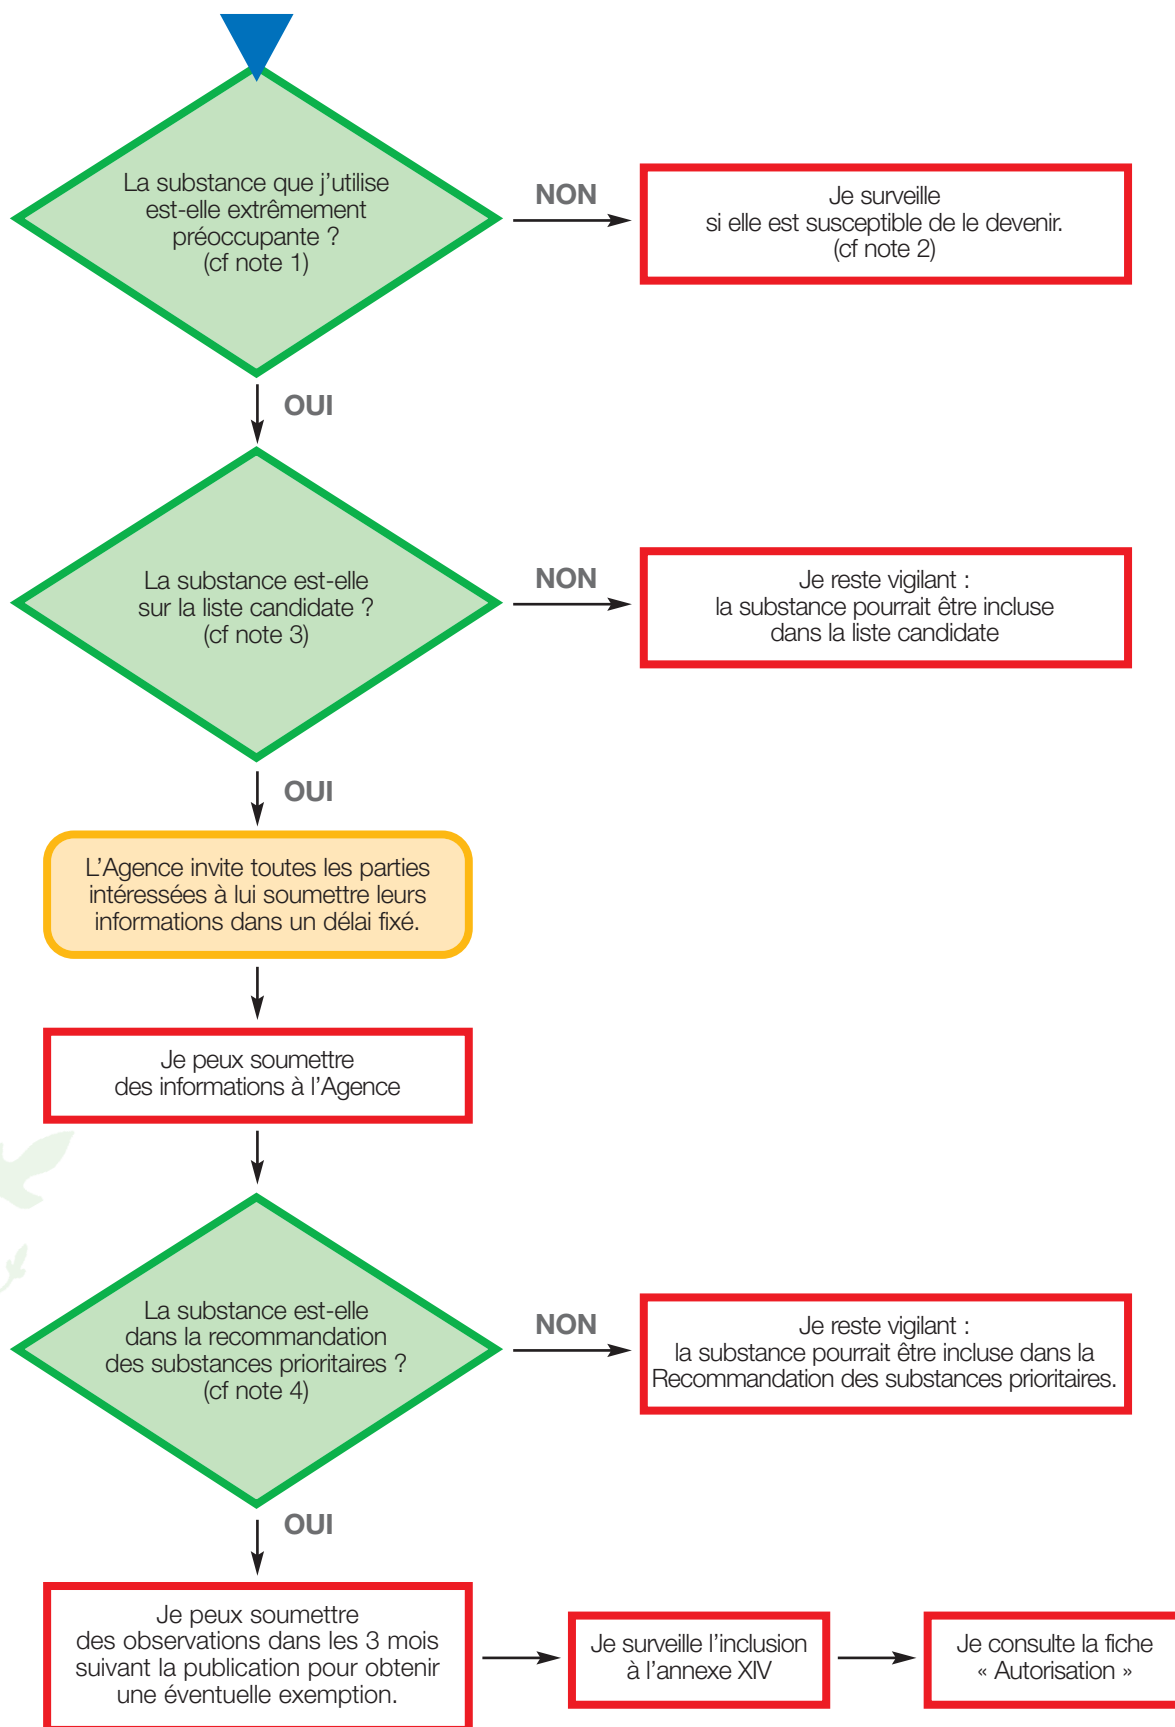 La substance que j'utilise
est-elle extrêmement
préoccupante ?
(cf note 1)
NON
Je surveille
si elle est susceptible de le devenir.
(cf note 2)
OUI
La substance est-elle
sur la liste candidate ?
(cf note 3)
NON
Je reste vigilant :
la substance pourrait être incluse
dans la liste candidate
OUI
L'Agence invite toutes les parties
intéressées à lui soumettre leurs
informations dans un délai fixé.
Je peux soumettre
des informations à l'Agence
La substance est-elle
dans la recommandation
des substances prioritaires ?
(cf note 4)
NON
Je reste vigilant :
la substance pourrait être incluse dans la
Recommandation des substances prioritaires.
OUI
Je peux soumettre
des observations dans les 3 mois
suivant la publication pour obtenir
une éventuelle exemption.
Je surveille l'inclusion
à l'annexe XIV
Je consulte la fiche
« Autorisation »